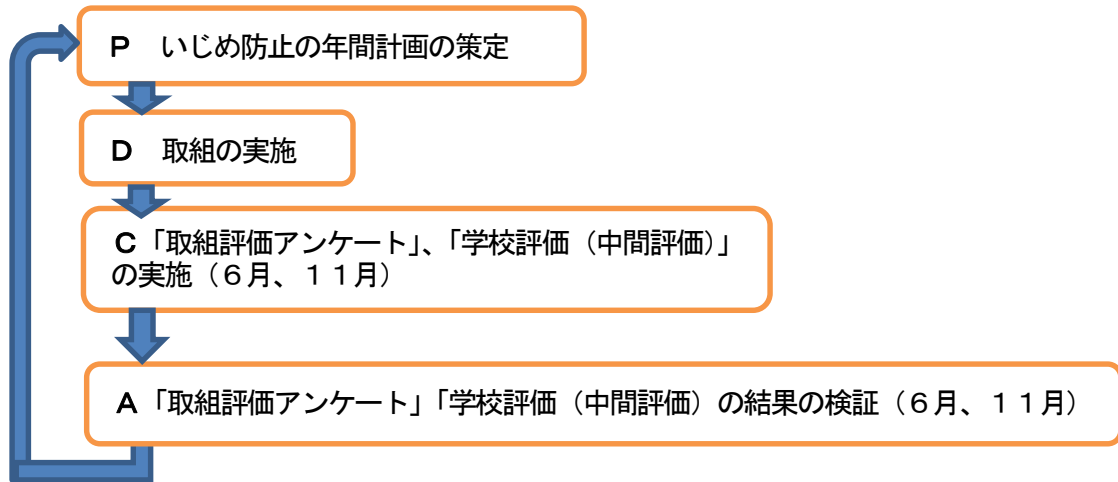 P　いじめ防止の年間計画の策定
D　取組の実施
C「取組評価アンケート」、「学校評価（中間評価）」
の実施（６月、１１月）
A「取組評価アンケート」「学校評価（中間評価）の結果の検証（６月、１１月）